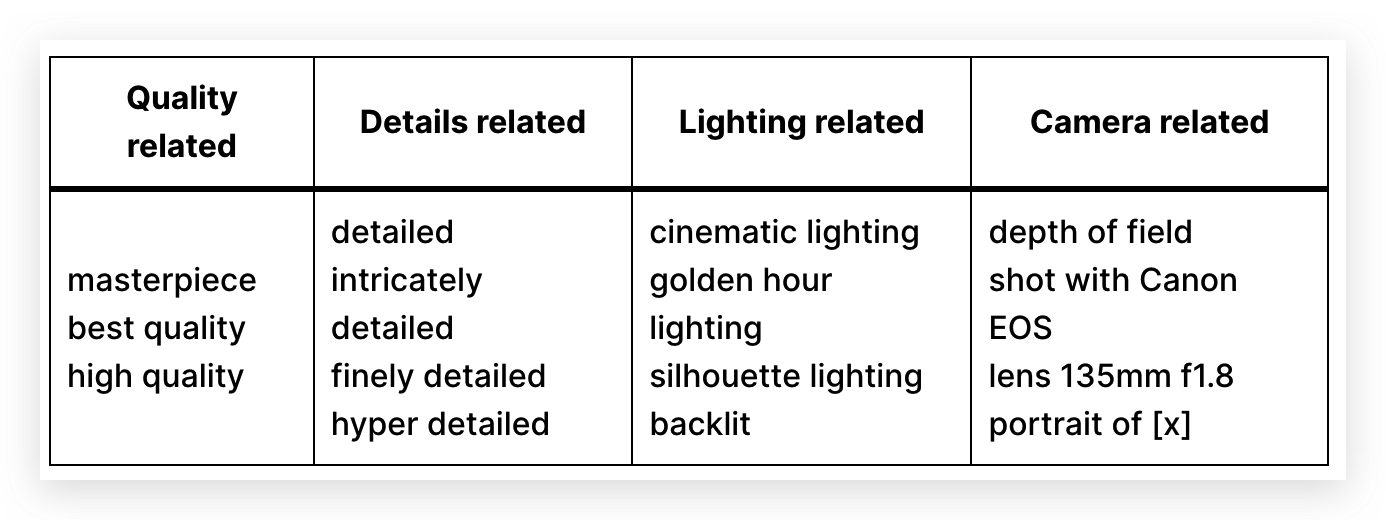 Quality
related
Details related
Lighting related
Camera related
masterpiece
best quality
high quality
detailed
intricately
detailed
finely detailed
hyper detailed
cinematic lighting
golden hour
lighting
silhouette lighting
backlit
depth of field
shot with Canon
EOS
lens 135mm f1.8
portrait of [x]